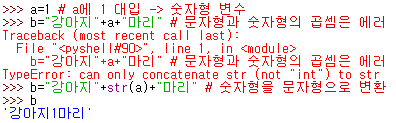 >>> a=1 # a에 1 대입 -> 숫자형 변수
>>> b="강아지"+a+"마리" # 문자형과 숫자형의 곱셈은 에러
Traceback (most recent call last):
  File "<pyshell#90>", line 1, in <module>
    b="강아지"+a+"마리" # 문자형과 숫자형의 곱셈은 에러
TypeError: can only concatenate str (not "int") to str
>>> b="강아지"+str(a)+"마리" # 숫자형을 문자형으로 변환
>>> b
'강아지1마리'